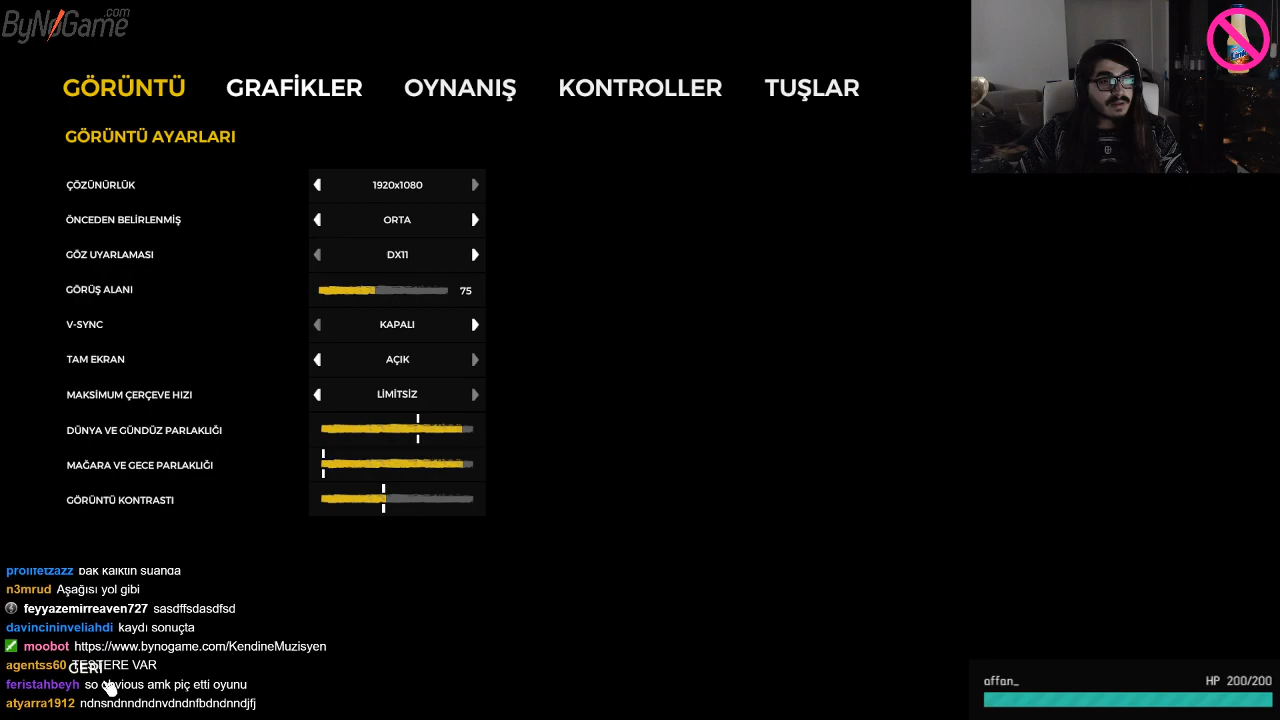 ByNoGame.com
GÖRÜNTÜ GRAFİKLER OYNANIŞ KONTROLLER TUŞLAR
GÖRÜNTÜ AYARLARI
ÇÖZÜNÜRLÜK 1920x1080
ÖNCEDEN BELİRLENMİŞ ORTA
GÖZ UYARLAMASI DX11
GÖRÜŞ ALANI 75
V-SYNC KAPALI
TAM EKRAN AÇIK
MAKSİMUM ÇERÇEVE HIZI LİMİTSİZ
DÜNYA VE GÜNDÜZ PARLAKLIĞI
MAĞARA VE GECE PARLAKLIĞI
GÖRÜNTÜ KONTRASTI
prolifetzazz bak kalktın şuanda
n3mrud Aşağısı yol gibi
feyyazemirreaven727 sasdffsdasdfsd
davincininveliahdi kaydı sonuçta
moobot https://www.bynogame.com/KendineMuzisyen
agentss60 TESTERE VAR
GERİ
feristahbeyh so obvious amk piç etti oyunu
atyarra1912 ndnsndnndndnvdndnfbdndnndjfj
affan_ HP 200/200